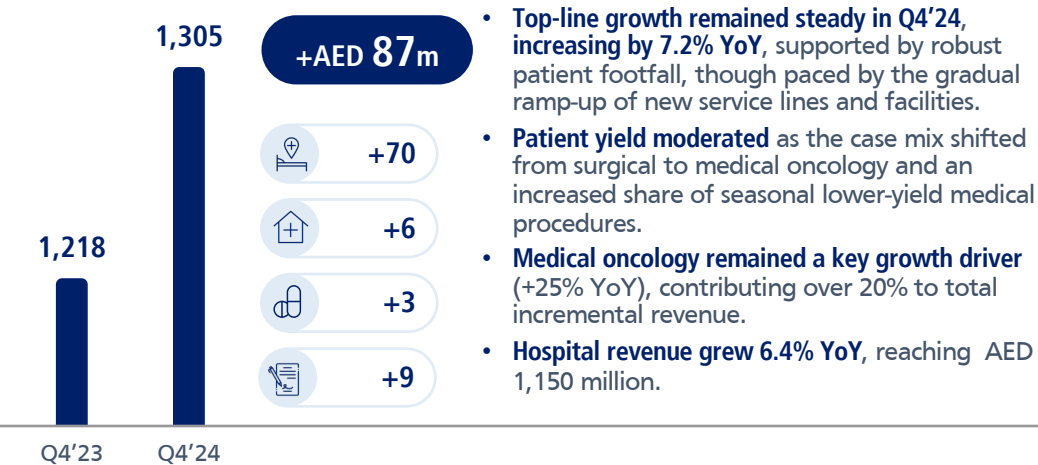 1,305
1,218
Q4’23
Q4’24
+AED 87m
+70
+6
+3
+9
• Top-line growth remained steady in Q4’24,
increasing by 7.2% YoY, supported by robust
patient footfall, though paced by the gradual
ramp-up of new service lines and facilities.
• Patient yield moderated as the case mix shifted
from surgical to medical oncology and an
increased share of seasonal lower-yield medical
procedures.
• Medical oncology remained a key growth driver
(+25% YoY), contributing over 20% to total
incremental revenue.
• Hospital revenue grew 6.4% YoY, reaching AED
1,150 million.